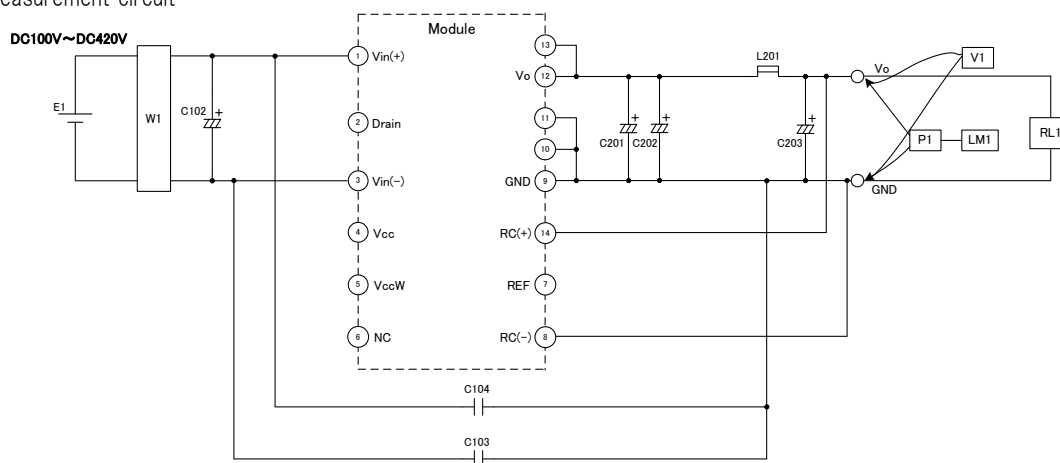 easurement circuit
DC100V～DC420V
Module
E1
W1
C102
1 Vin(+)
2 Drain
3 Vin(-)
4 Vcc
5 VccW
6 NC
13
Vo 12
11
10
GND 9
RC(+) 14
REF 7
RC(-) 8
C201
C202
L201
C203
Vo
GND
V1
P1
LM1
RL1
C104
C103